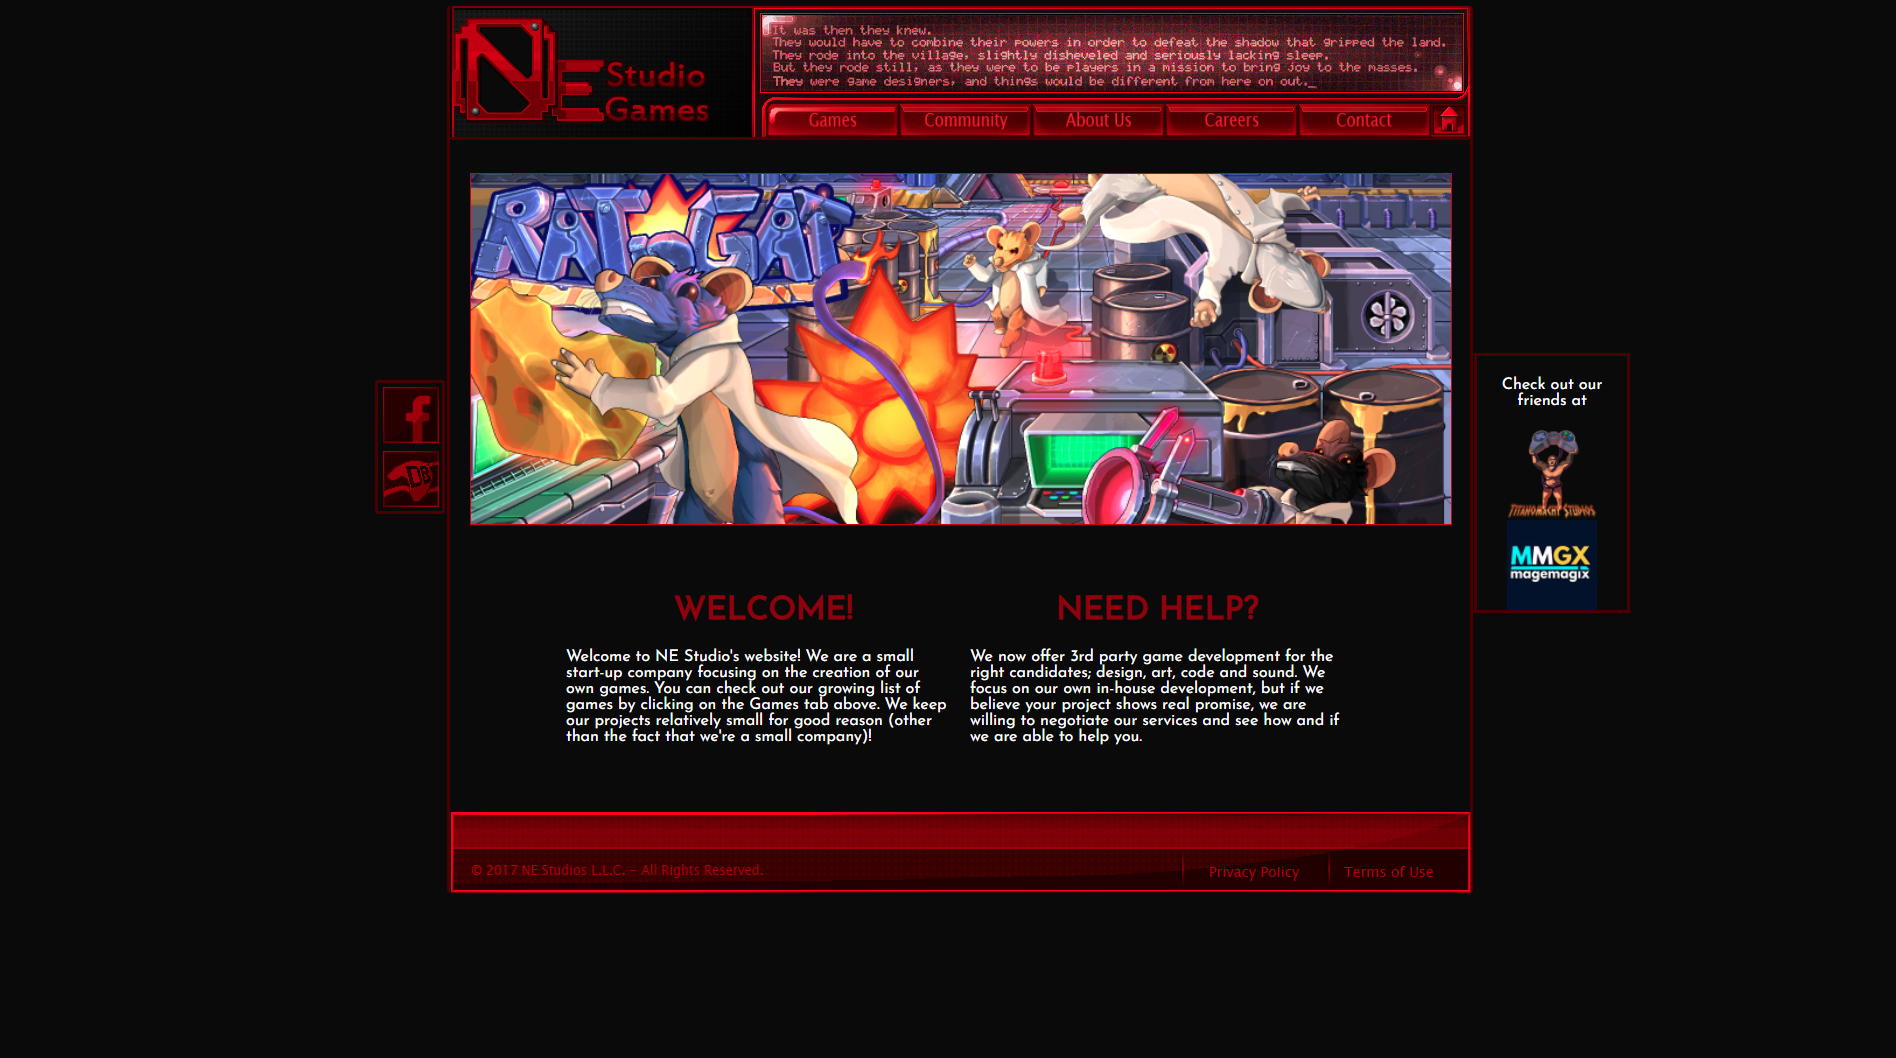 NE Studio
Games
It was then they knew.
They would have to combine their powers in order to defeat the shadow that gripped the land.
They rode into the village, slightly disheveled and seriously lacking sleep.
But they rode still, as they were to be players in a mission to bring joy to the masses.
They were game designers, and things would be different from here on out._
Games
Community
About Us
Careers
Contact
RAT GAT
f
Check out our
friends at
TITANOMACHY STUDIOS
MMGX
magemagix
WELCOME!
Welcome to NE Studio's website! We are a small
start-up company focusing on the creation of our
own games. You can check out our growing list of
games by clicking on the Games tab above. We keep
our projects relatively small for good reason (other
than the fact that we're a small company)!
NEED HELP?
We now offer 3rd party game development for the
right candidates; design, art, code and sound. We
focus on our own in-house development, but if we
believe your project shows real promise, we are
willing to negotiate our services and see how and if
we are able to help you.
© 2017 NE Studios L.L.C. - All Rights Reserved.
Privacy Policy
Terms of Use